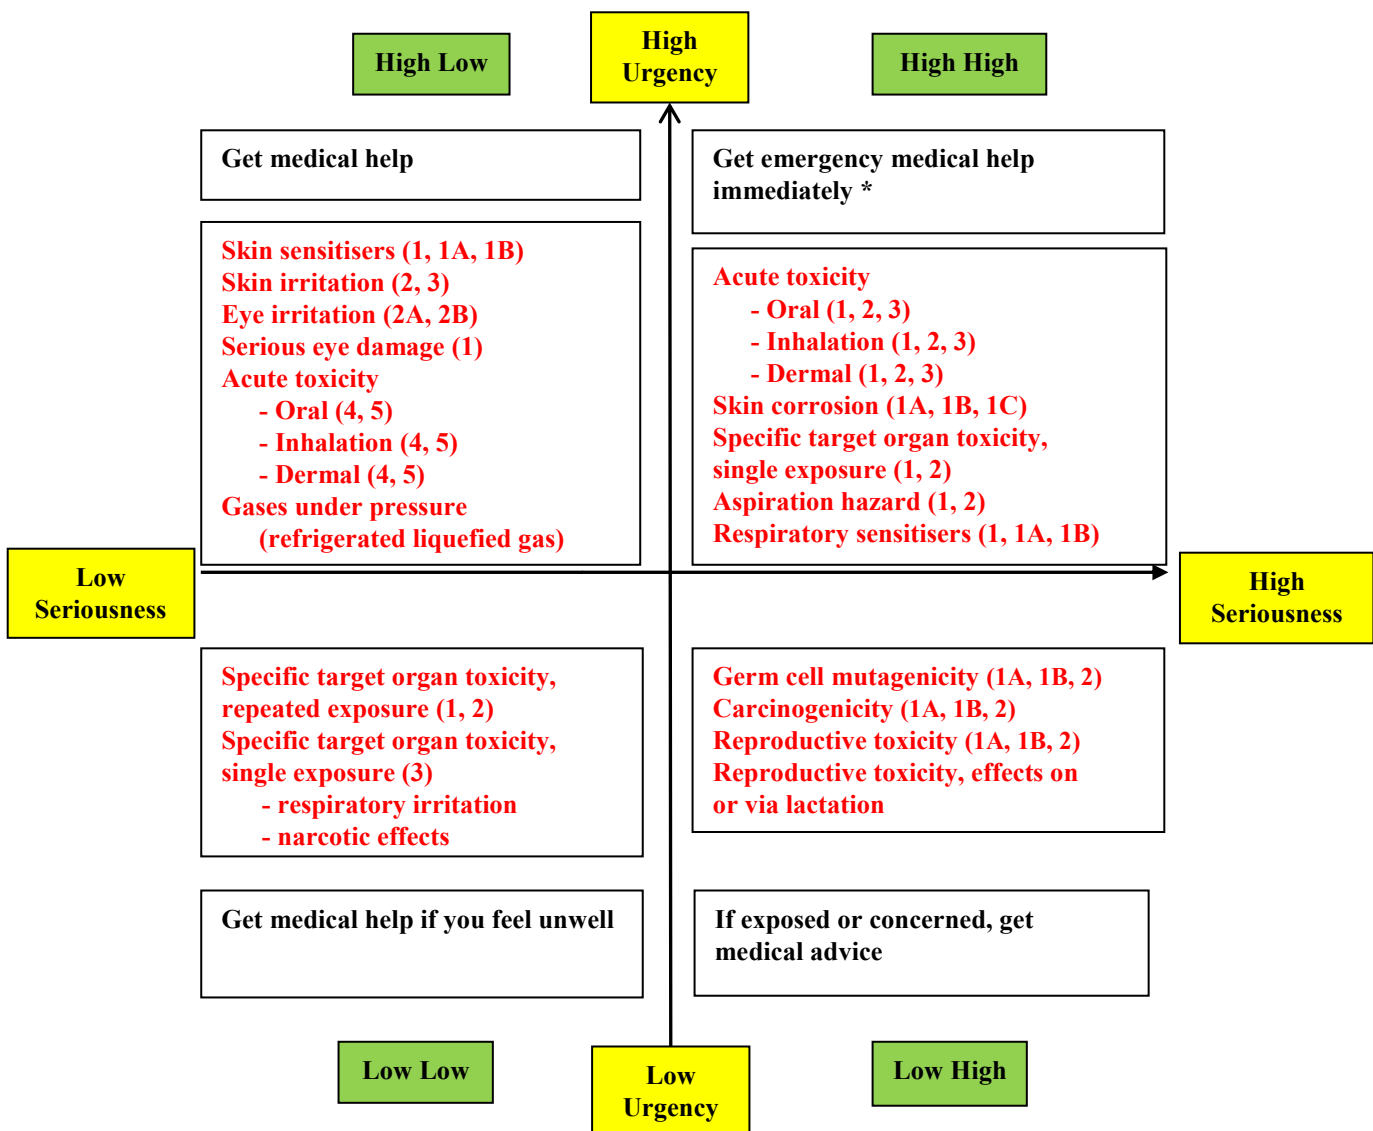 High Low
High
Urgency
High High
Get medical help
Get emergency medical help
immediately *
Skin sensitisers (1, 1A, 1B)
Skin irritation (2, 3)
Eye irritation (2A, 2B)
Serious eye damage (1)
Acute toxicity
- Oral (4, 5)
- Inhalation (4, 5)
- Dermal (4, 5)
Gases under pressure
(refrigerated liquefied gas)
Acute toxicity
- Oral (1, 2, 3)
- Inhalation (1, 2, 3)
- Dermal (1, 2, 3)
Skin corrosion (1A, 1B, 1C)
Specific target organ toxicity,
single exposure (1, 2)
Aspiration hazard (1, 2)
Respiratory sensitisers (1, 1A, 1B)
Low
Seriousness
High
Seriousness
Specific target organ toxicity,
repeated exposure (1, 2)
Specific target organ toxicity,
single exposure (3)
- respiratory irritation
- narcotic effects
Germ cell mutagenicity (1A, 1B, 2)
Carcinogenicity (1A, 1B, 2)
Reproductive toxicity (1A, 1B, 2)
Reproductive toxicity, effects on
or via lactation
Get medical help if you feel unwell
If exposed or concerned, get
medical advice
Low Low
Low
Urgency
Low High